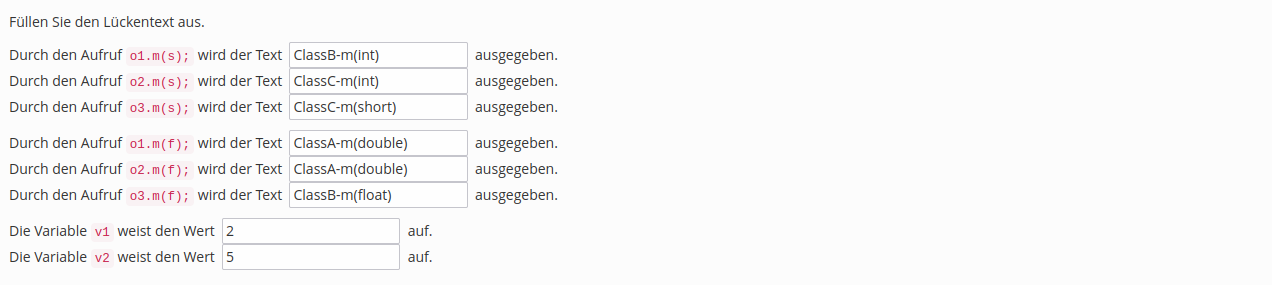 Füllen Sie den Lückentext aus.
Durch den Aufruf o1.m(s); wird der Text ClassB-m(int) ausgegeben.
Durch den Aufruf o2.m(s); wird der Text ClassC-m(int) ausgegeben.
Durch den Aufruf o3.m(s); wird der Text ClassC-m(short) ausgegeben.
Durch den Aufruf o1.m(f); wird der Text ClassA-m(double) ausgegeben.
Durch den Aufruf o2.m(f); wird der Text ClassA-m(double) ausgegeben.
Durch den Aufruf o3.m(f); wird der Text ClassB-m(float) ausgegeben.
Die Variable v1 weist den Wert 2 auf.
Die Variable v2 weist den Wert 5 auf.